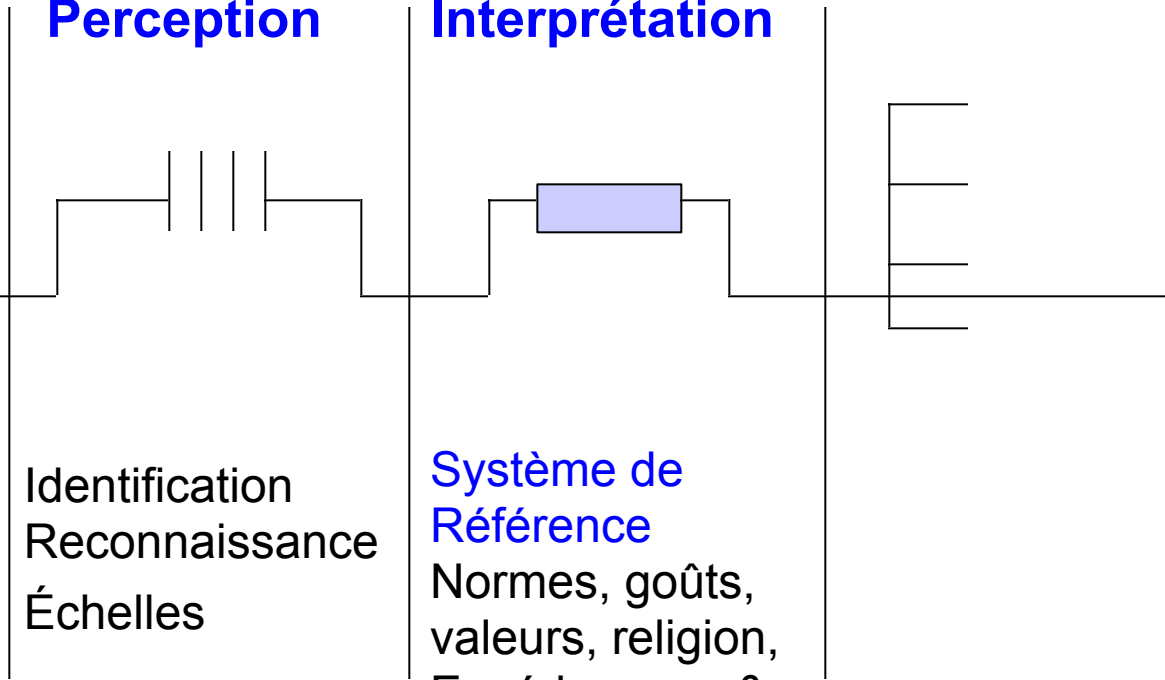 Perception
Interprétation
Identification
Reconnaissance
Échelles
Système de
Référence
Normes, goûts,
valeurs, religion,